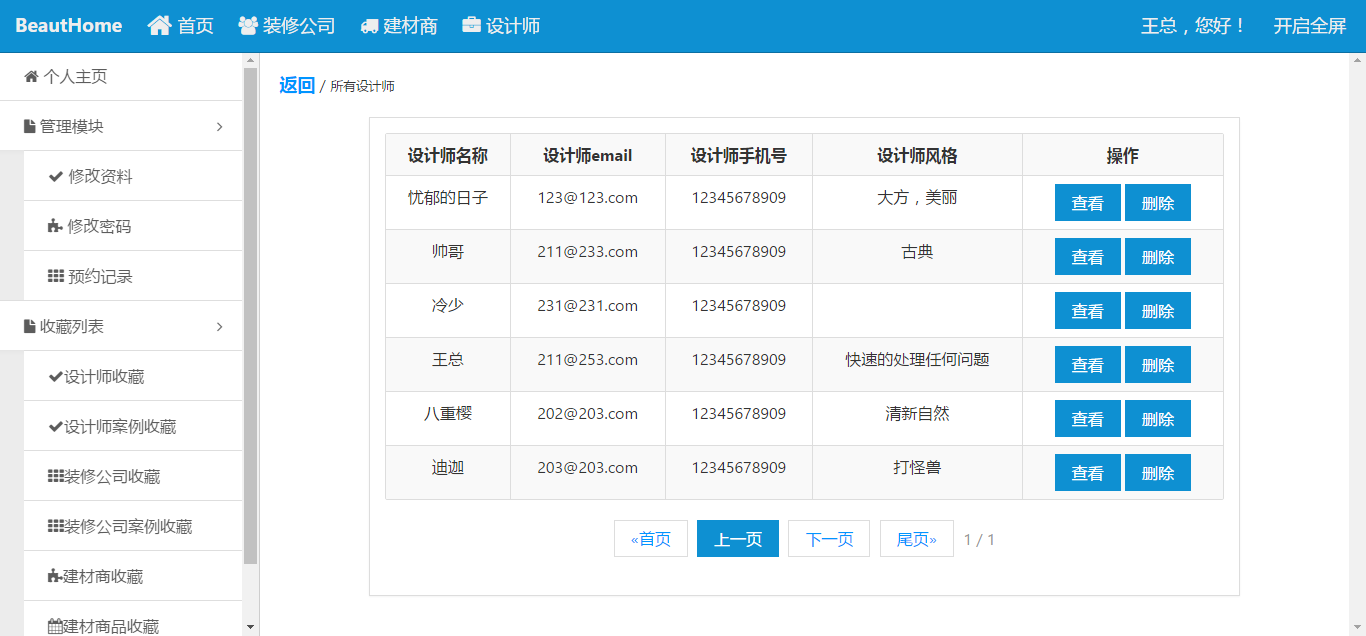 BeautHome 首页 装修公司 建材商 设计师 王总，您好！ 开启全屏
个人主页
管理模块
修改资料
修改密码
预约记录
收藏列表
设计师收藏
设计师案例收藏
装修公司收藏
装修公司案例收藏
建材商收藏
建材商品收藏
返回 / 所有设计师
设计师名称 设计师email 设计师手机号 设计师风格 操作
忧郁的日子 123@123.com 12345678909 大方，美丽 查看 删除
帅哥 211@233.com 12345678909 古典 查看 删除
冷少 231@231.com 12345678909 查看 删除
王总 211@253.com 12345678909 快速的处理任何问题 查看 删除
八重樱 202@203.com 12345678909 清新自然 查看 删除
迪迦 203@203.com 12345678909 打怪兽 查看 删除
«首页 上一页 下一页 尾页» 1 / 1